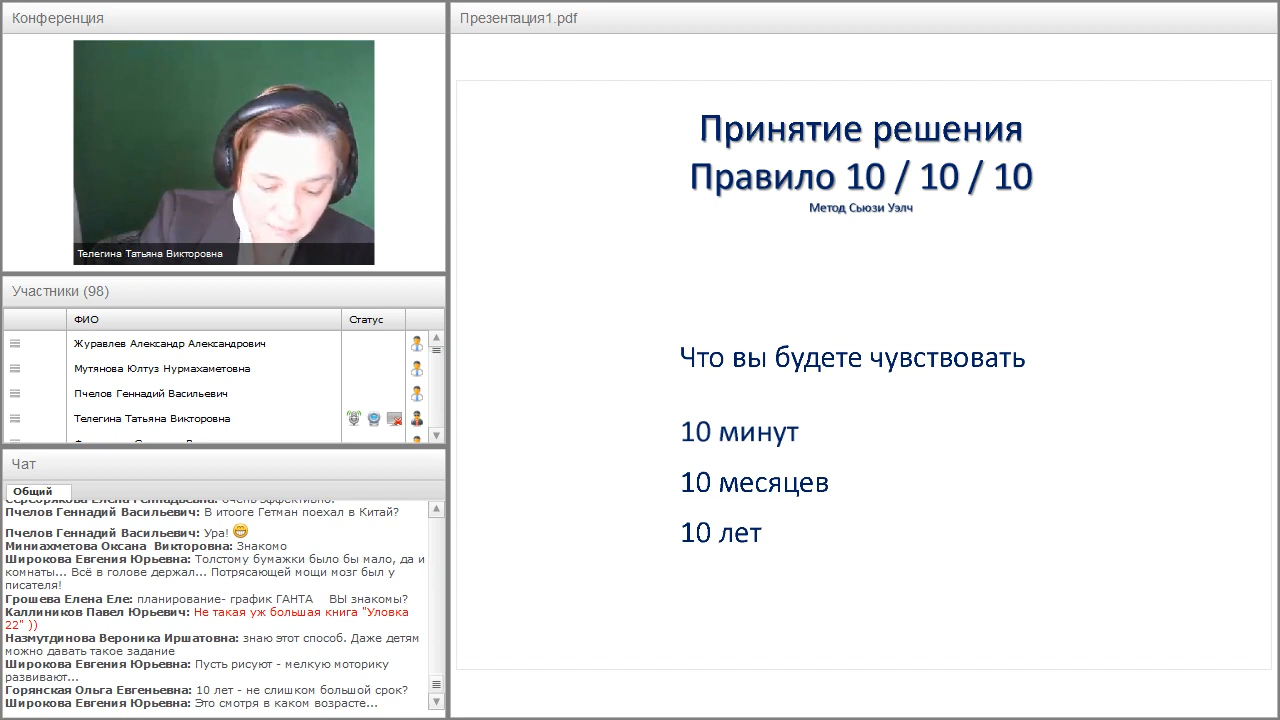 Конференция
Телегина Татьяна Викторовна
Участники (98)
ФИО
Статус
Журавлев Александр Александрович
Мутянова Юлтуз Нурмахаметовна
Пчелов Геннадий Васильевич
Телегина Татьяна Викторовна
Чат
Общий
Пчелов Геннадий Васильевич: В итооге Гетман поехал в Китай?
Пчелов Геннадий Васильевич: Ура!
Миниахметова Оксана Викторовна: Знакомо
Широкова Евгения Юрьевна: Толстому бумажки было бы мало, да и
комнаты... Всё в голове держал... Потрясающей мощи мозг был у
писателя!
Грошева Елена Еле: планирование- график ГАНТА ВЫ знакомы?
Каллиников Павел Юрьевич: Не такая уж большая книга "Уловка
22" ))
Назмутдинова Вероника Иршатовна: знаю этот способ. Даже детям
можно давать такое задание
Широкова Евгения Юрьевна: Пусть рисуют - мелкую моторику
развивают...
Горянская Ольга Евгеньевна: 10 лет - не слишком большой срок?
Широкова Евгения Юрьевна: Это смотря в каком возрасте...
Презентация1.pdf
Принятие решения
Правило 10 / 10 / 10
Метод Сьюзи Уэлч
Что вы будете чувствовать
10 минут
10 месяцев
10 лет